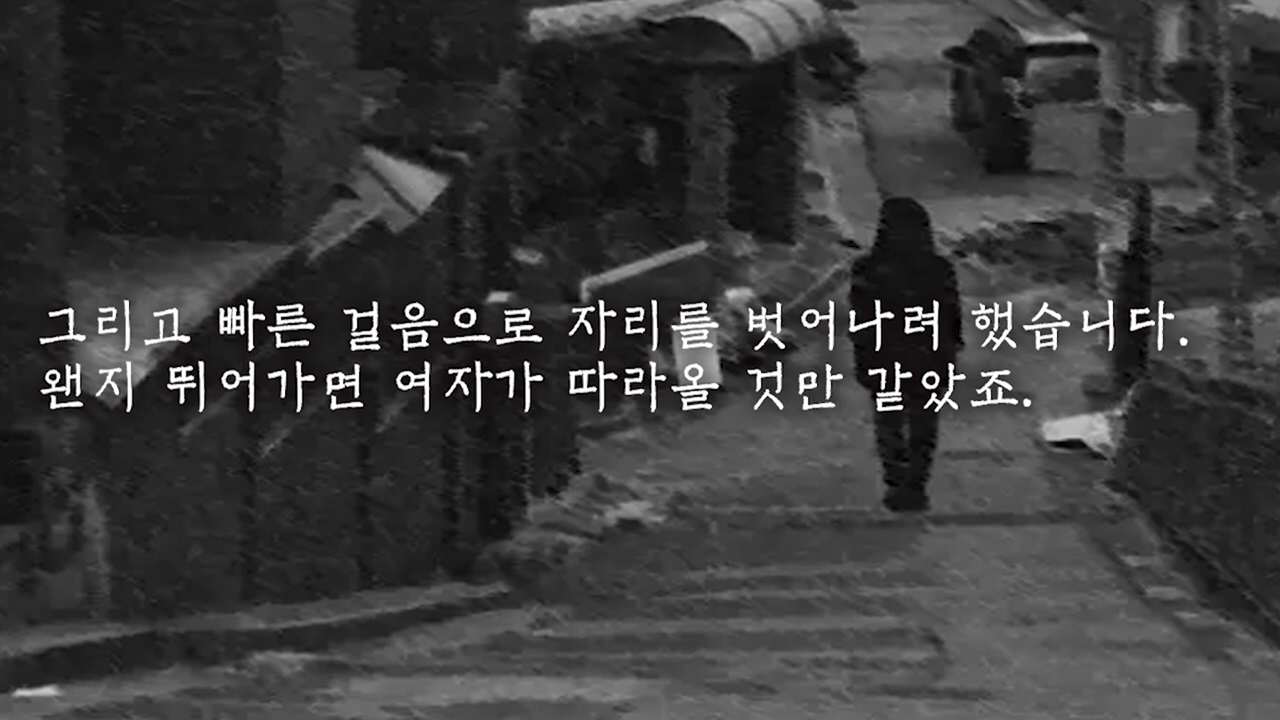 그리고 빠른 걸음으로 자리를 벗어나려 했습니다.
왠지 뛰어가면 여자가 따라올 것만 같았죠.